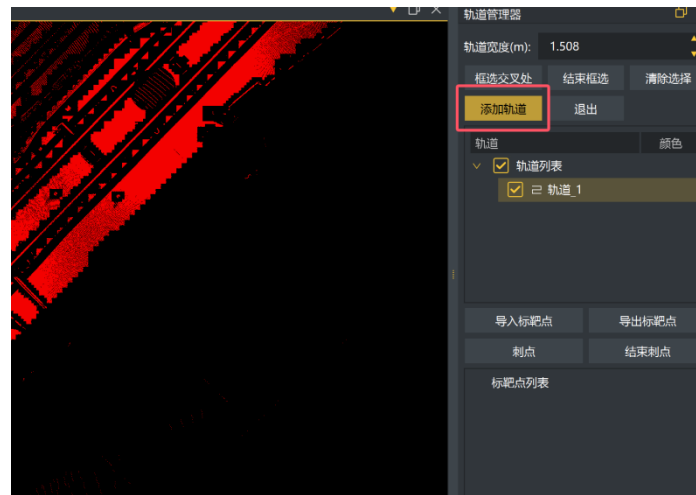 轨道管理器
轨道宽度(m): 1.508
框选交叉处 结束框选 清除选择
添加轨道 退出
轨道 颜色
轨道列表
轨道_1
导入标靶点 导出标靶点
刺点 结束刺点
标靶点列表